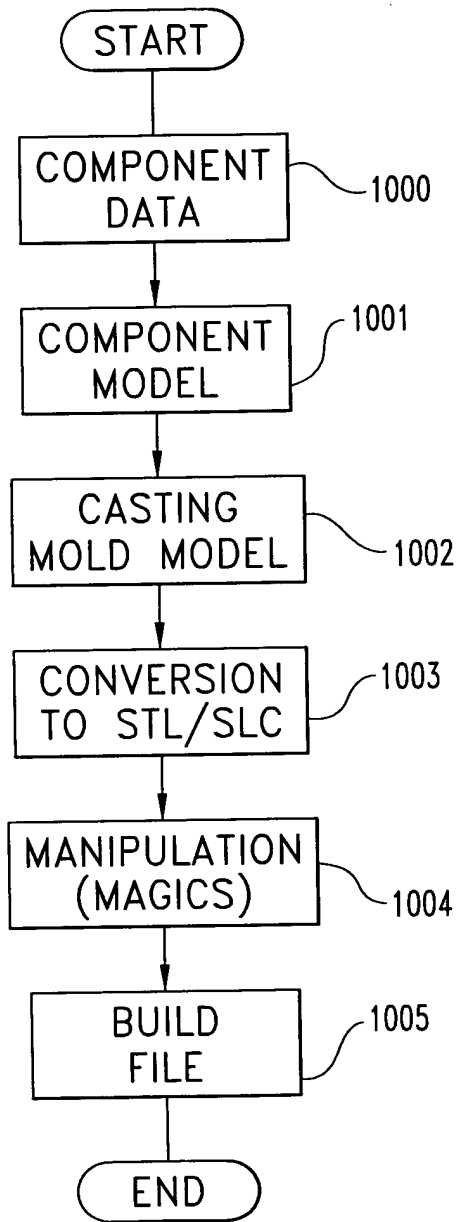 START
COMPONENT
DATA
1000
COMPONENT
MODEL
1001
CASTING
MOLD MODEL
1002
CONVERSION
TO STL/SLC
1003
MANIPULATION
(MAGICS)
1004
BUILD
FILE
1005
END